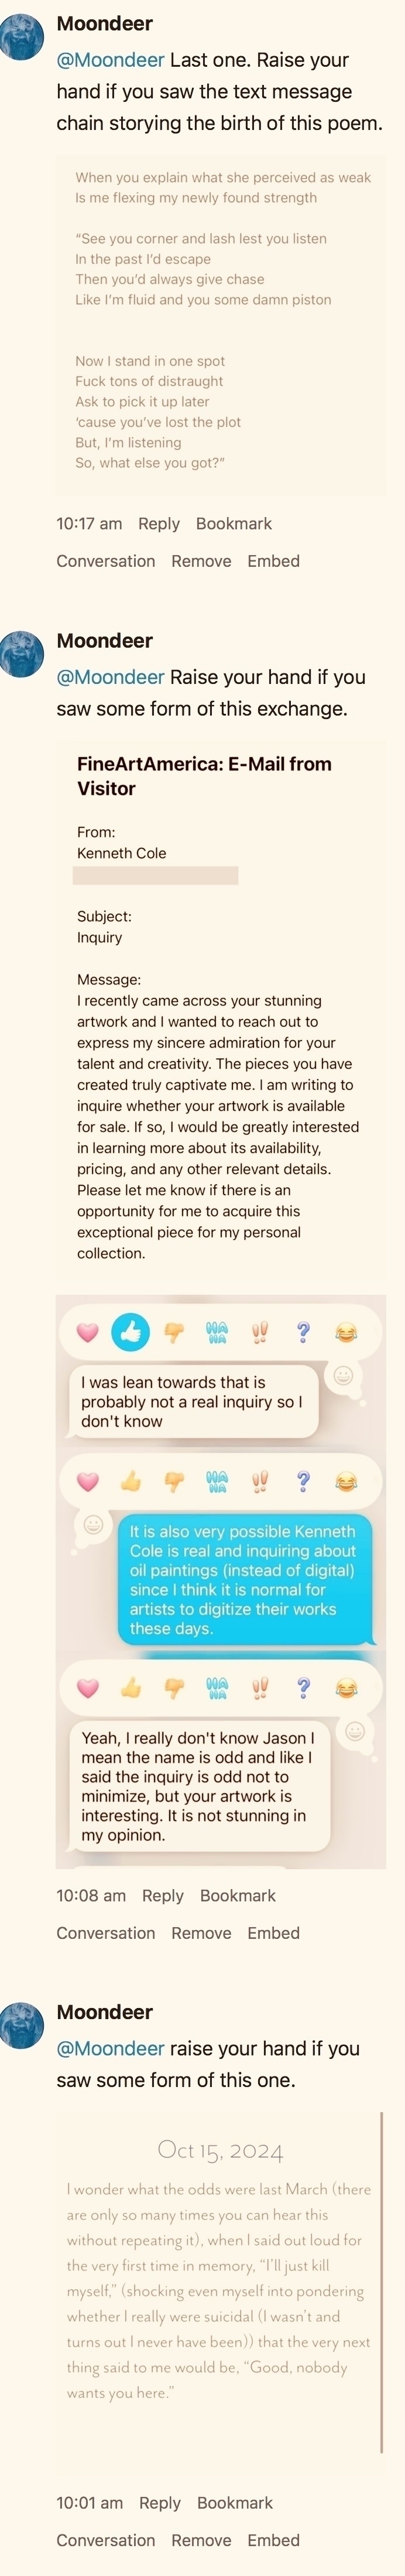 Moondeer
@Moondeer Last one. Raise your
hand if you saw the text message
chain storying the birth of this poem.
When you explain what she perceived as weak
Is me flexing my newly found strength
“See you corner and lash lest you listen
In the past I’d escape
Then you’d always give chase
Like I’m fluid and you some damn piston
Now I stand in one spot
Fuck tons of distraught
Ask to pick it up later
‘cause you’ve lost the plot
But, I’m listening
So, what else you got?”
10:17 am Reply Bookmark
Conversation Remove Embed
Moondeer
@Moondeer Raise your hand if you
saw some form of this exchange.
FineArtAmerica: E-Mail from
Visitor
From:
Kenneth Cole
Subject:
Inquiry
Message:
I recently came across your stunning
artwork and I wanted to reach out to
express my sincere admiration for your
talent and creativity. The pieces you have
created truly captivate me. I am writing to
inquire whether your artwork is available
for sale. If so, I would be greatly interested
in learning more about its availability,
pricing, and any other relevant details.
Please let me know if there is an
opportunity for me to acquire this
exceptional piece for my personal
collection.
HA HA
I was lean towards that is
probably not a real inquiry so I
don't know
HA HA
It is also very possible Kenneth
Cole is real and inquiring about
oil paintings (instead of digital)
since I think it is normal for
artists to digitize their works
these days.
HA HA
Yeah, I really don't know Jason I
mean the name is odd and like I
said the inquiry is odd not to
minimize, but your artwork is
interesting. It is not stunning in
my opinion.
10:08 am Reply Bookmark
Conversation Remove Embed
Moondeer
@Moondeer raise your hand if you
saw some form of this one.
Oct 15, 2024
I wonder what the odds were last March (there
are only so many times you can hear this
without repeating it), when I said out loud for
the very first time in memory, “I’ll just kill
myself,” (shocking even myself into pondering
whether I really were suicidal (I wasn’t and
turns out I never have been)) that the very next
thing said to me would be, “Good, nobody
wants you here.”
10:01 am Reply Bookmark
Conversation Remove Embed